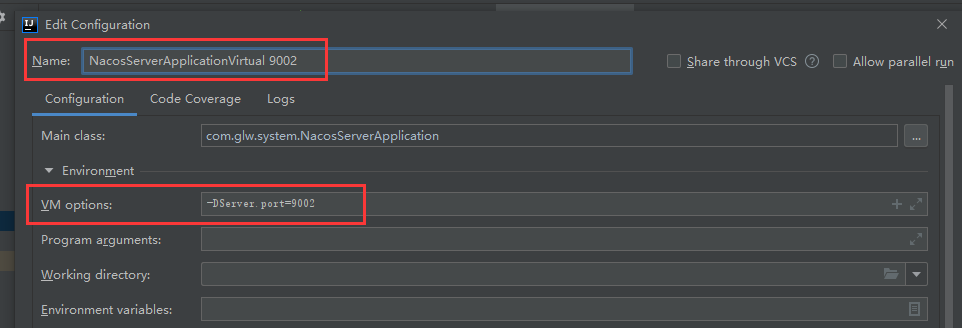 IJ Edit Configuration
Name: NacosServerApplicationVirtual 9002 Share through VCS ? Allow parallel run
Configuration Code Coverage Logs
Main class: com.glw.system.NacosServerApplication ...
Environment
VM options: -DServer.port=9002
Program arguments:
Working directory:
Environment variables: